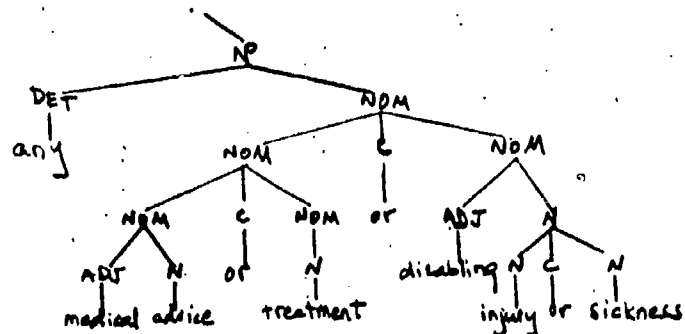 NP
DET NOM
any NOM C NOM
NOM C NOM or ADJ N
ADJ N or N disabling N C N
medical advice treatment injury or sickness